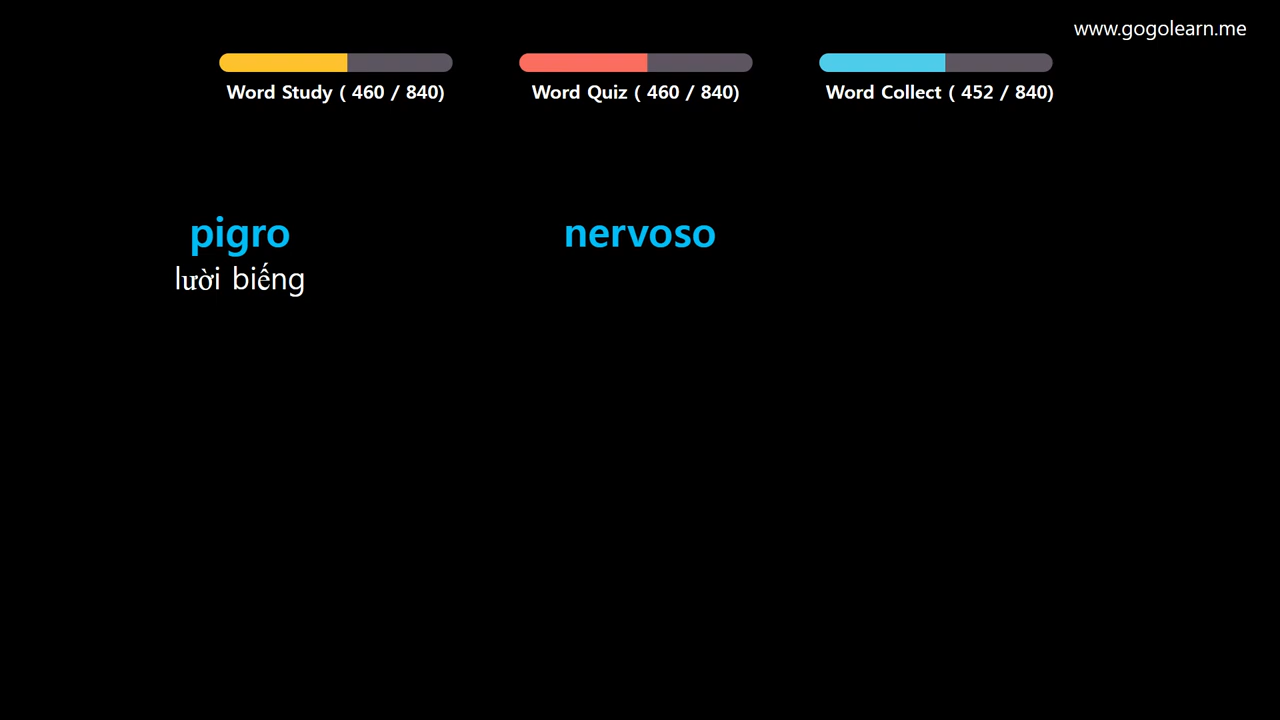 www.gogolearn.me
Word Study ( 460 / 840)
Word Quiz ( 460 / 840)
Word Collect ( 452 / 840)
pigro
nervoso
lười biếng